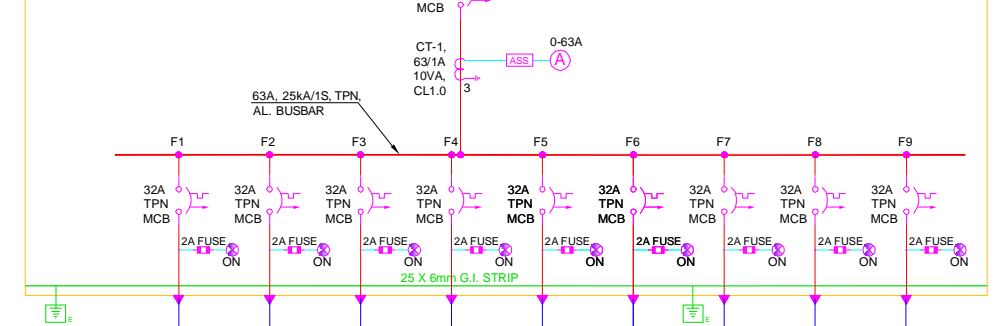 MCB
CT-1,
63/1A
10VA,
CL1.0
3
ASS
0-63A
A
63A, 25kA/1S, TPN,
AL. BUSBAR
F1 F2 F3 F4 F5 F6 F7 F8 F9
32A 32A 32A 32A 32A 32A 32A 32A 32A
TPN TPN TPN TPN TPN TPN TPN TPN TPN
MCB MCB MCB MCB MCB MCB MCB MCB MCB
2A FUSE 2A FUSE 2A FUSE 2A FUSE 2A FUSE 2A FUSE 2A FUSE 2A FUSE 2A FUSE
ON ON ON ON ON ON ON ON ON
25 X 6mm G.I. STRIP
E E